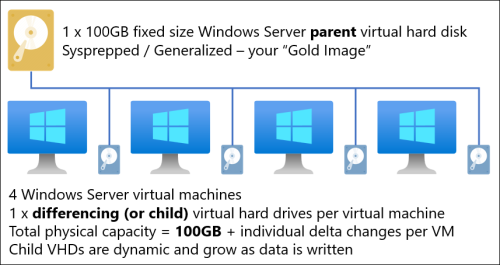 1 x 100GB fixed size Windows Server parent virtual hard disk
Sysprepped / Generalized – your “Gold Image”
4 Windows Server virtual machines
1 x differencing (or child) virtual hard drives per virtual machine
Total physical capacity = 100GB + individual delta changes per VM
Child VHDs are dynamic and grow as data is written